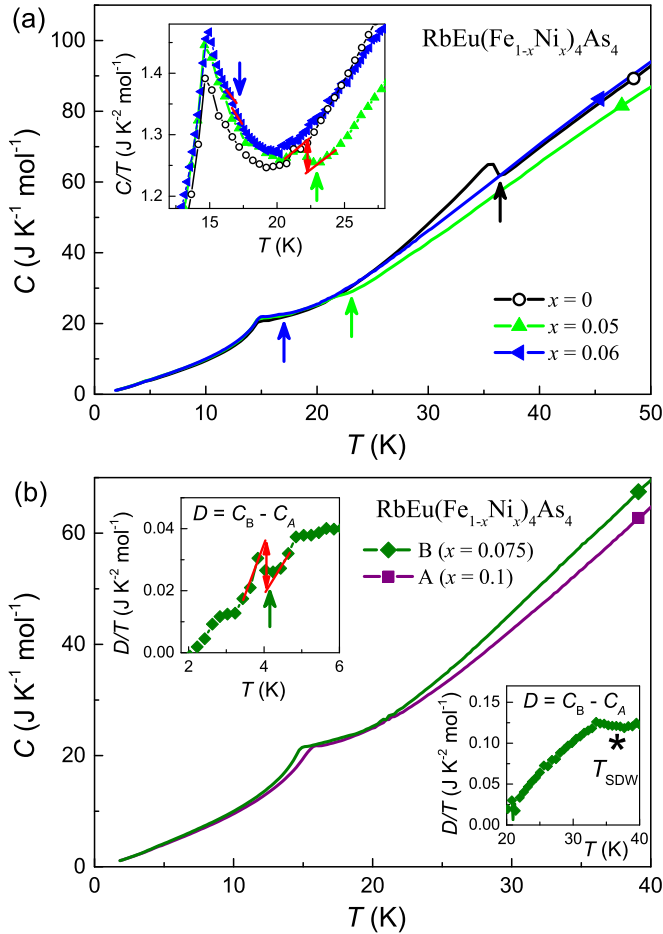 (a)
RbEu(Fe1-xNix)4As4
C (J K-1 mol-1)
0 20 40 60 80 100
0 10 20 30 40 50
T (K)
x = 0
x = 0.05
x = 0.06
C/T (J K-2 mol-1)
1.2 1.3 1.4
15 20 25
T (K)
(b)
RbEu(Fe1-xNix)4As4
B (x = 0.075)
A (x = 0.1)
C (J K-1 mol-1)
0 20 40 60
0 10 20 30 40
T (K)
D = CB - CA
D/T (J K-2 mol-1)
0.00 0.02 0.04
2 4 6
T (K)
D = CB - CA
*
TSDW
D/T (J K-2 mol-1)
0.00 0.05 0.10 0.15
20 30 40
T (K)